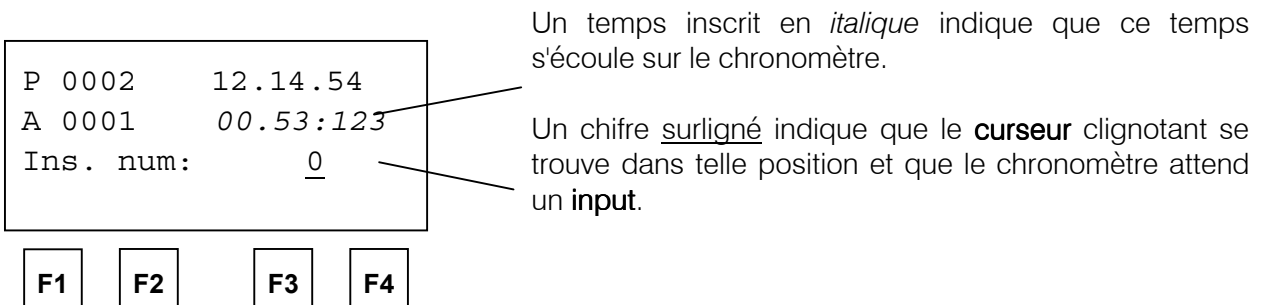 P 0002 12.14.54
A 0001 00.53:123
Ins. num: 0
F1 F2 F3 F4
Un temps inscrit en italique indique que ce temps
s'écoule sur le chronomètre.
Un chifre surligné indique que le curseur clignotant se
trouve dans telle position et que le chronomètre attend
un input.